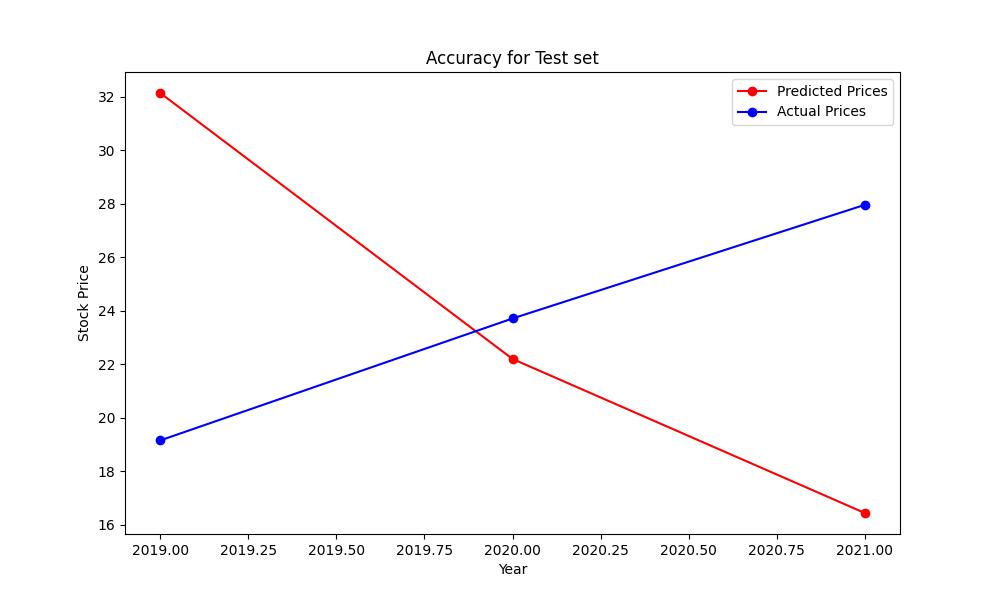 Accuracy for Test set
Predicted Prices
Actual Prices
32
30
28
26
24
22
20
18
16
Stock Price
2019.00 2019.25 2019.50 2019.75 2020.00 2020.25 2020.50 2020.75 2021.00
Year